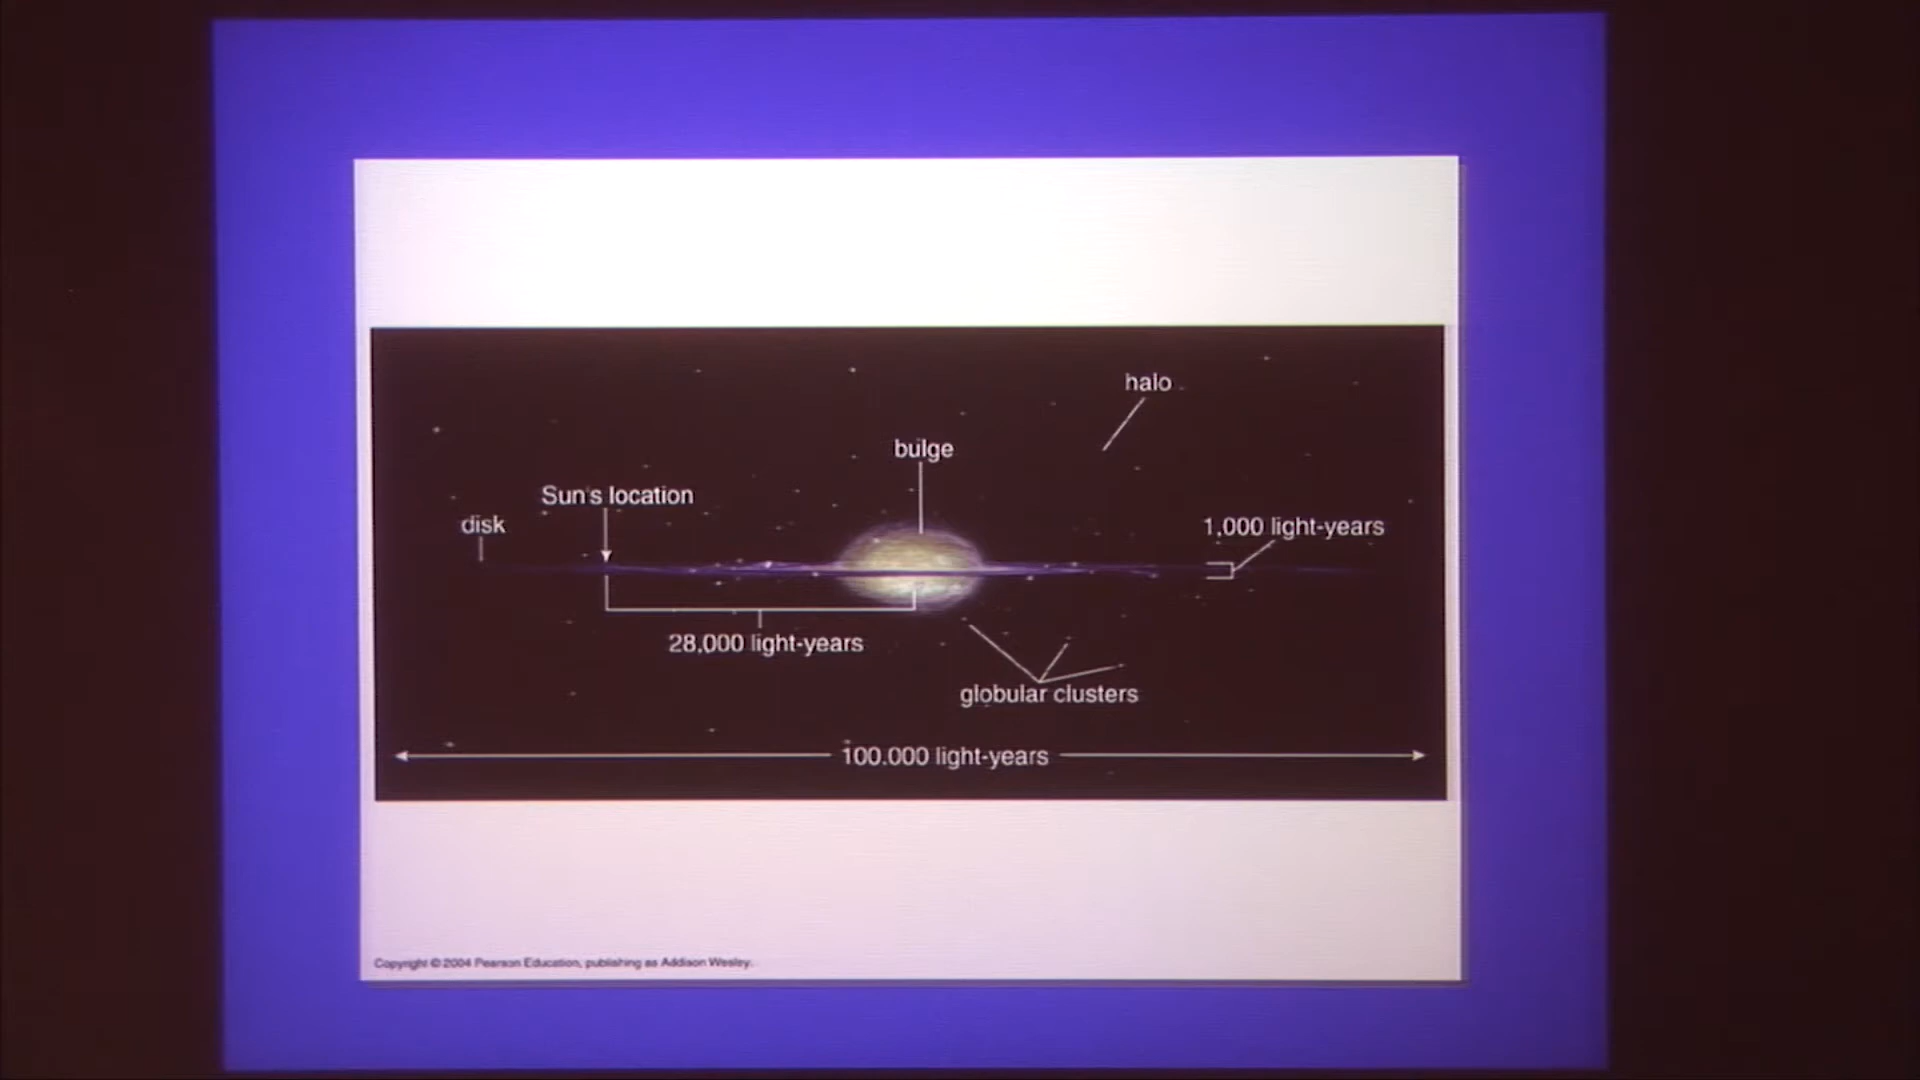 halo
bulge
Sun's location
disk
1,000 light-years
28,000 light-years
globular clusters
100.000 light-years
Copyright © 2004 Pearson Education, publishing as Addison Wesley.